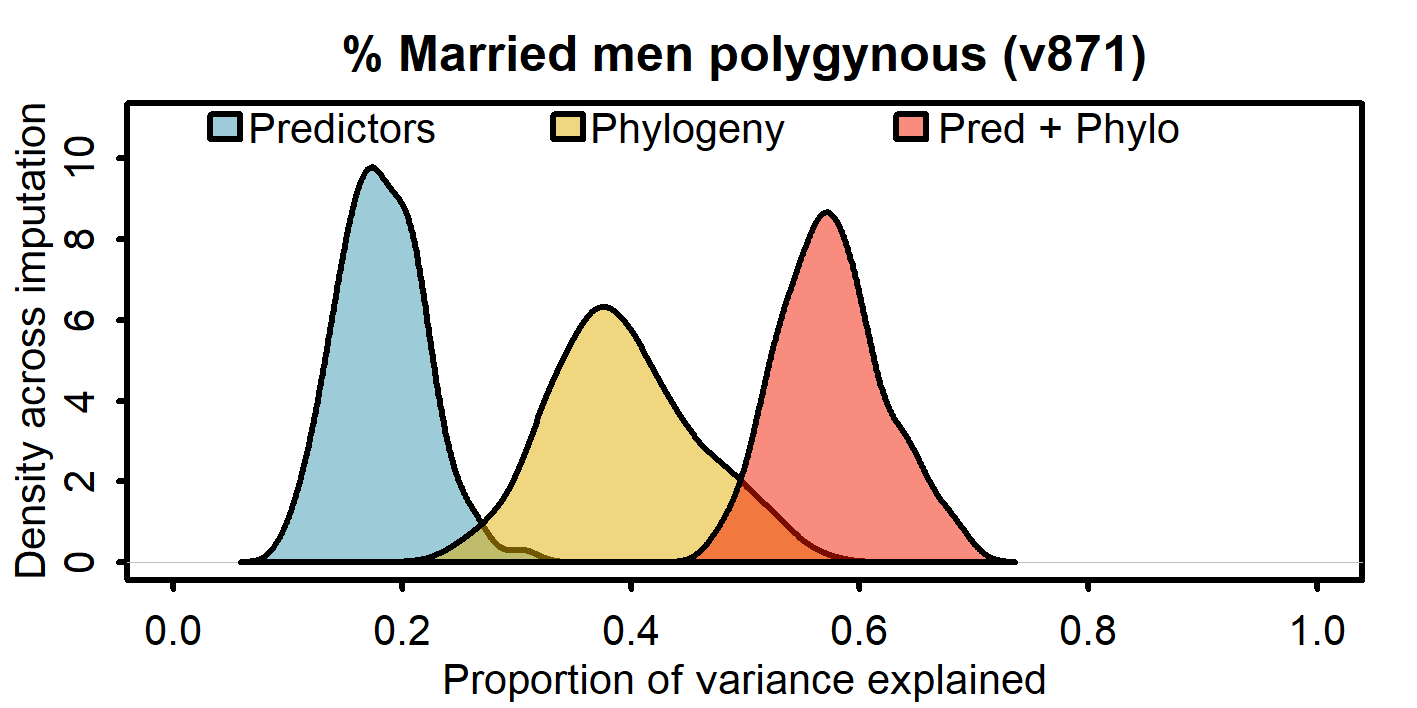 % Married men polygynous (v871)
Predictors Phylogeny Pred + Phylo
Density across imputation
10
8
6
4
2
0
0.0 0.2 0.4 0.6 0.8 1.0
Proportion of variance explained